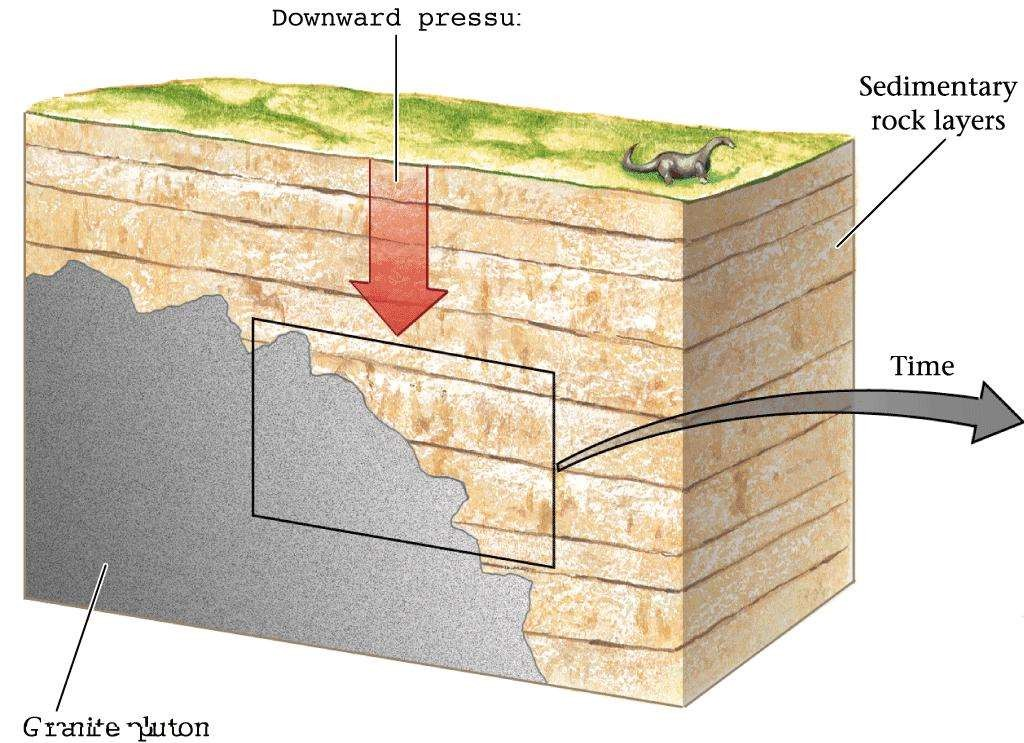 Downward pressu:
Sedimentary
rock layers
Time
Granite pluton